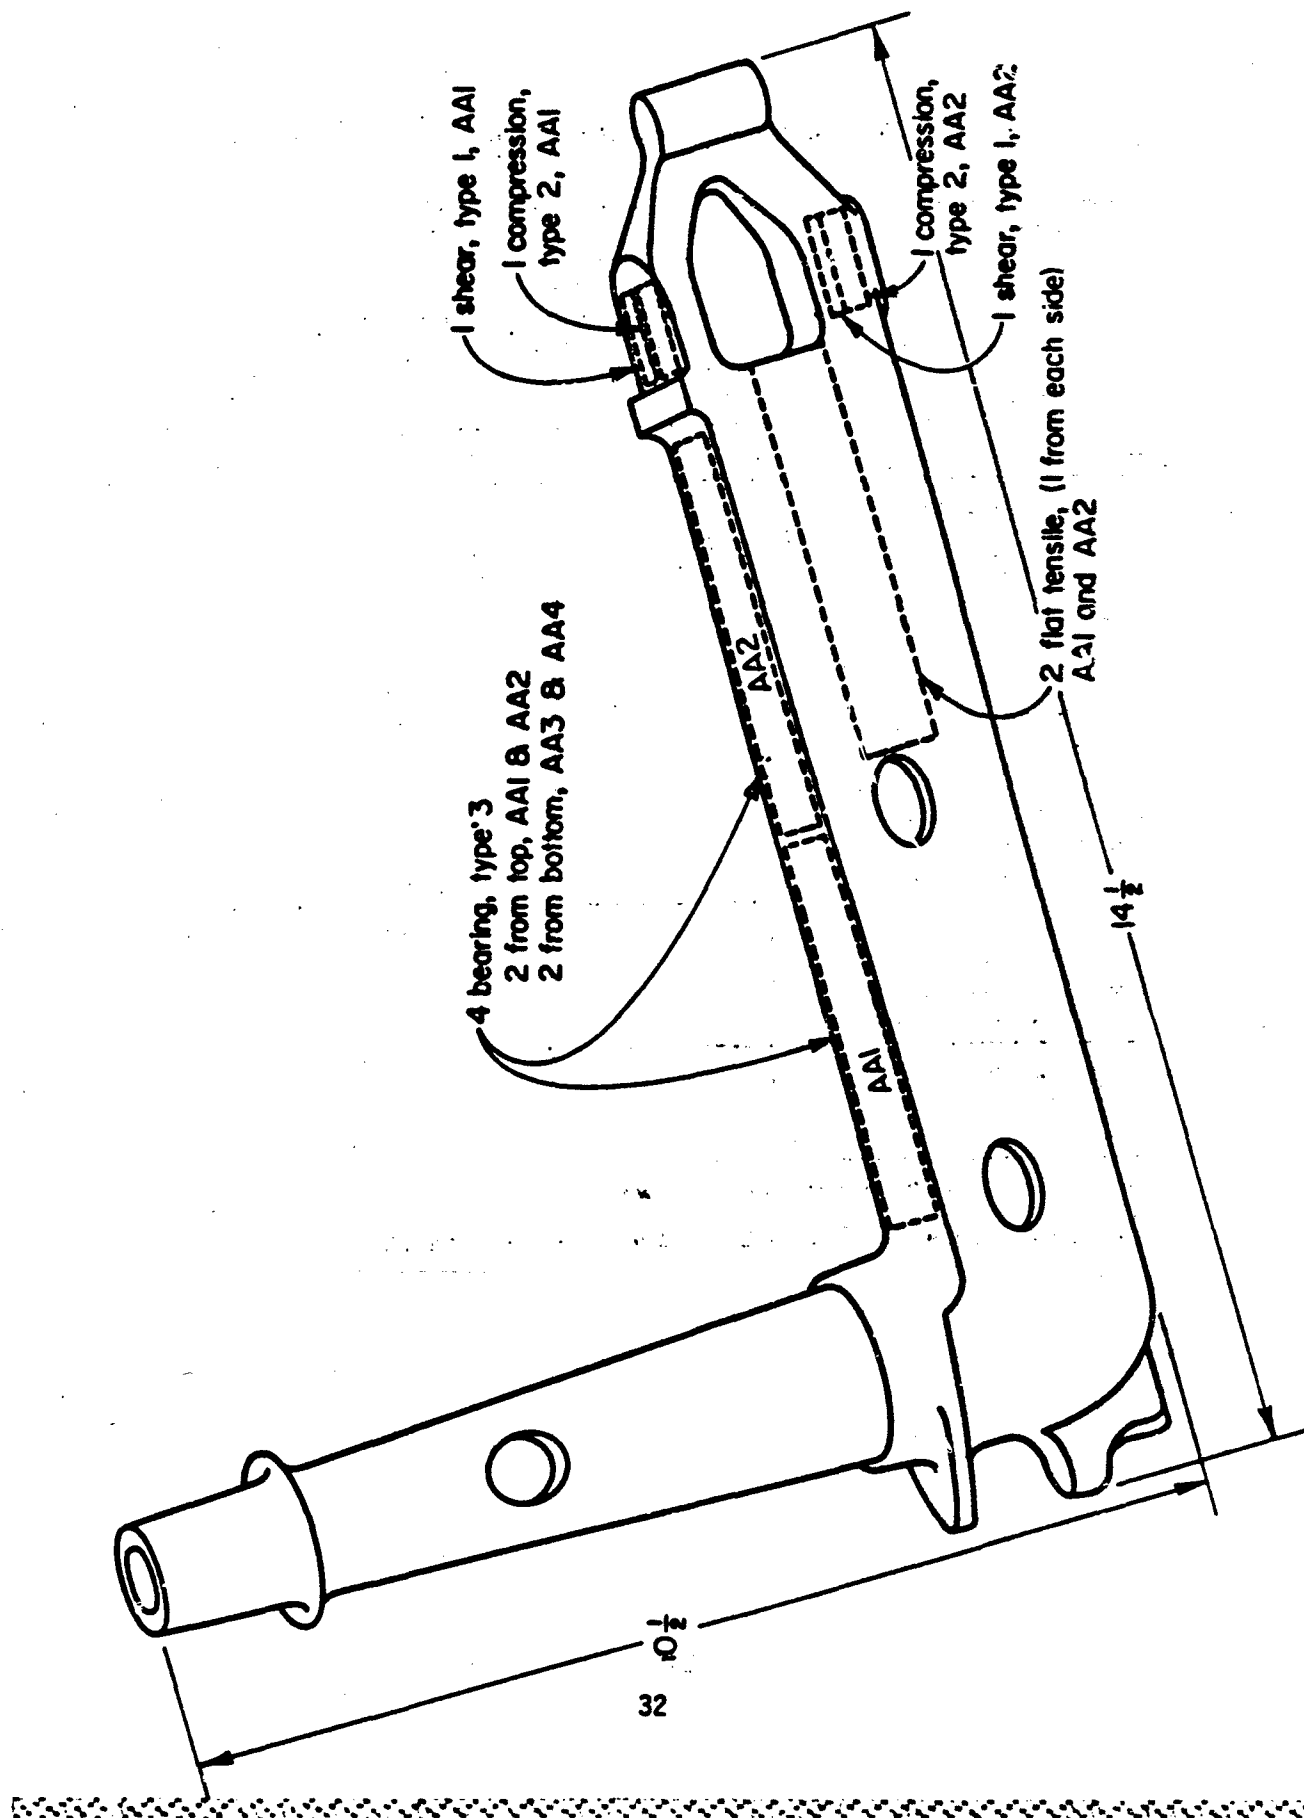 1 shear, type 1, AA1
1 compression,
type 2, AA1
4 bearing, type 3
2 from top, AA1 & AA2
2 from bottom, AA3 & AA4
AA2
AA1
1 compression,
type 2, AA2
1 shear, type 1, AA2
2 flat tensile, (1 from each side)
AA1 and AA2
14 1/2
10 1/2
32